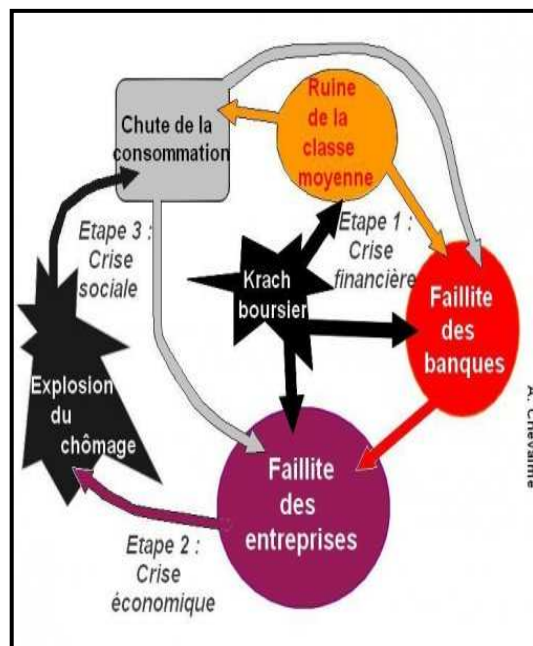 Ruine
de la
classe
moyenne
Chute de la
consommation
Etape 3 :
Crise
sociale
Etape 1 :
Crise
financière
Krach
boursier
Faillite
des
banques
Explosion
du
chômage
Faillite
des
entreprises
Etape 2 :
Crise
économique